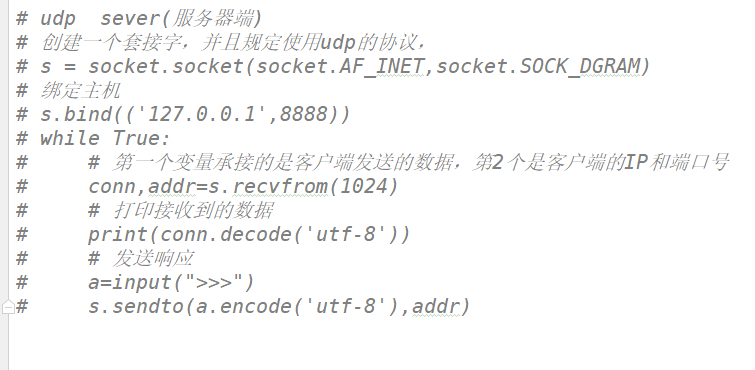 # udp  sever(服务器端)
# 创建一个套接字，并且规定使用udp的协议，
# s = socket.socket(socket.AF_INET,socket.SOCK_DGRAM)
# 绑定主机
# s.bind(('127.0.0.1',8888))
# while True:
#     # 第一个变量承接的是客户端发送的数据，第2个是客户端的IP和端口号
#     conn,addr=s.recvfrom(1024)
#     # 打印接收到的数据
#     print(conn.decode('utf-8'))
#     # 发送响应
#     a=input(">>>")
#     s.sendto(a.encode('utf-8'),addr)